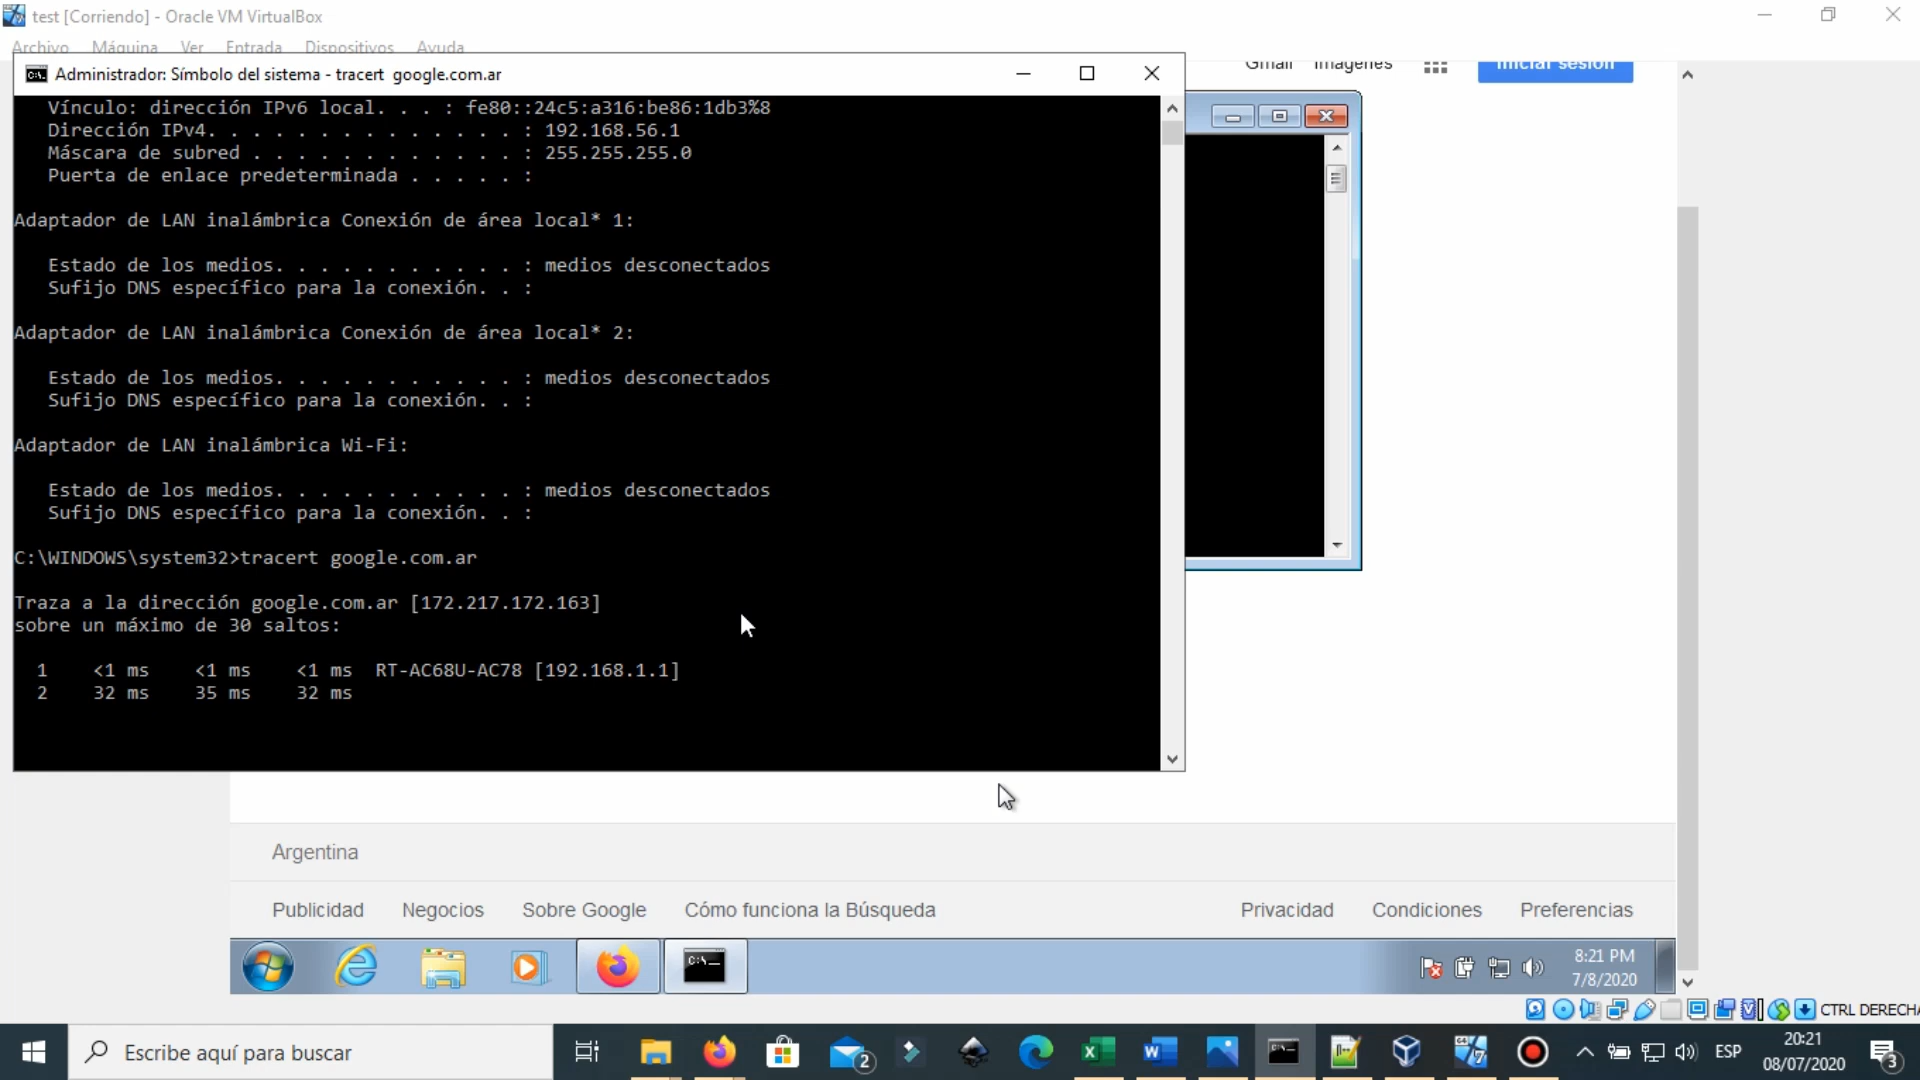 test [Corriendo] - Oracle VM VirtualBox
Archivo Máquina Ver Entrada Dispositivos Ayuda
Administrador: Símbolo del sistema - tracert google.com.ar
Gmail Imágenes Iniciar sesión
Vínculo: dirección IPv6 local. . . : fe80::24c5:a316:be86:1db3%8
Dirección IPv4. . . . . . . . . . . . . . : 192.168.56.1
Máscara de subred . . . . . . . . . . . . : 255.255.255.0
Puerta de enlace predeterminada . . . . . :
Adaptador de LAN inalámbrica Conexión de área local* 1:
Estado de los medios. . . . . . . . . . . : medios desconectados
Sufijo DNS específico para la conexión. . :
Adaptador de LAN inalámbrica Conexión de área local* 2:
Estado de los medios. . . . . . . . . . . : medios desconectados
Sufijo DNS específico para la conexión. . :
Adaptador de LAN inalámbrica Wi-Fi:
Estado de los medios. . . . . . . . . . . : medios desconectados
Sufijo DNS específico para la conexión. . :
C:\WINDOWS\system32>tracert google.com.ar
Traza a la dirección google.com.ar [172.217.172.163]
sobre un máximo de 30 saltos:
1 <1 ms <1 ms <1 ms RT-AC68U-AC78 [192.168.1.1]
2 32 ms 35 ms 32 ms
Argentina
Publicidad Negocios Sobre Google Cómo funciona la Búsqueda Privacidad Condiciones Preferencias
8:21 PM
7/8/2020
CTRL DERECHA
Escribe aquí para buscar
2
ESP
20:21
08/07/2020
3